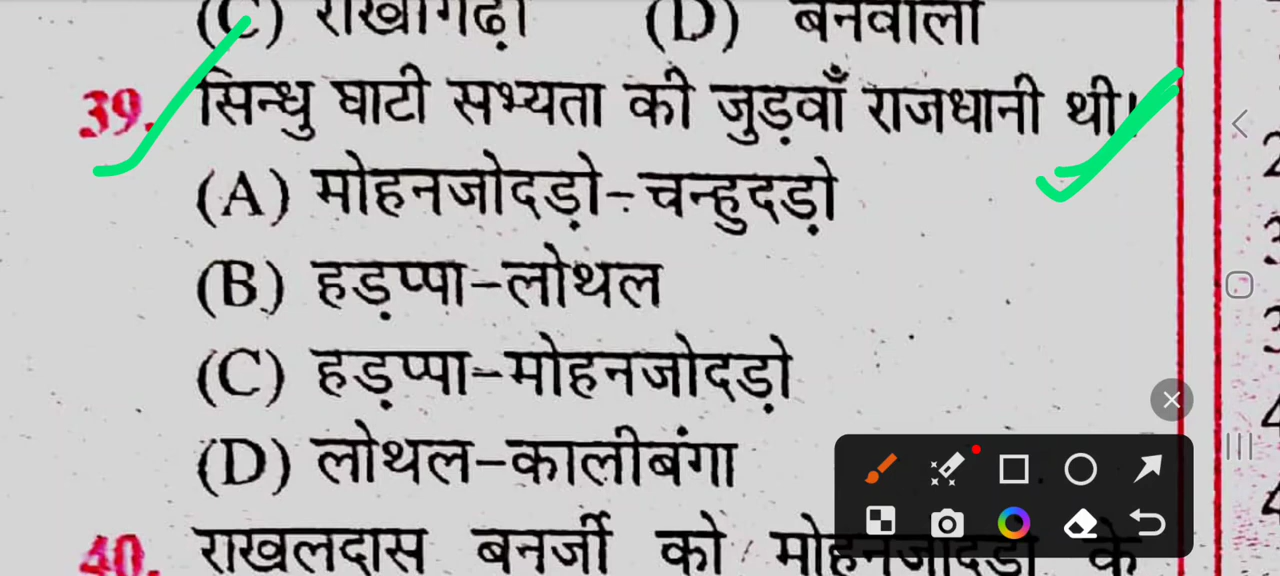 (C) राखीगढ़ी (D) बनवाली
39. सिन्धु घाटी सभ्यता की जुड़वाँ राजधानी थी।
(A) मोहनजोदड़ो-चन्हुदड़ो
(B) हड़प्पा-लोथल
(C) हड़प्पा-मोहनजोदड़ो
(D) लोथल-कालीबंगा
40. राखलदास बनर्जी को मोहनजोदड़ो के